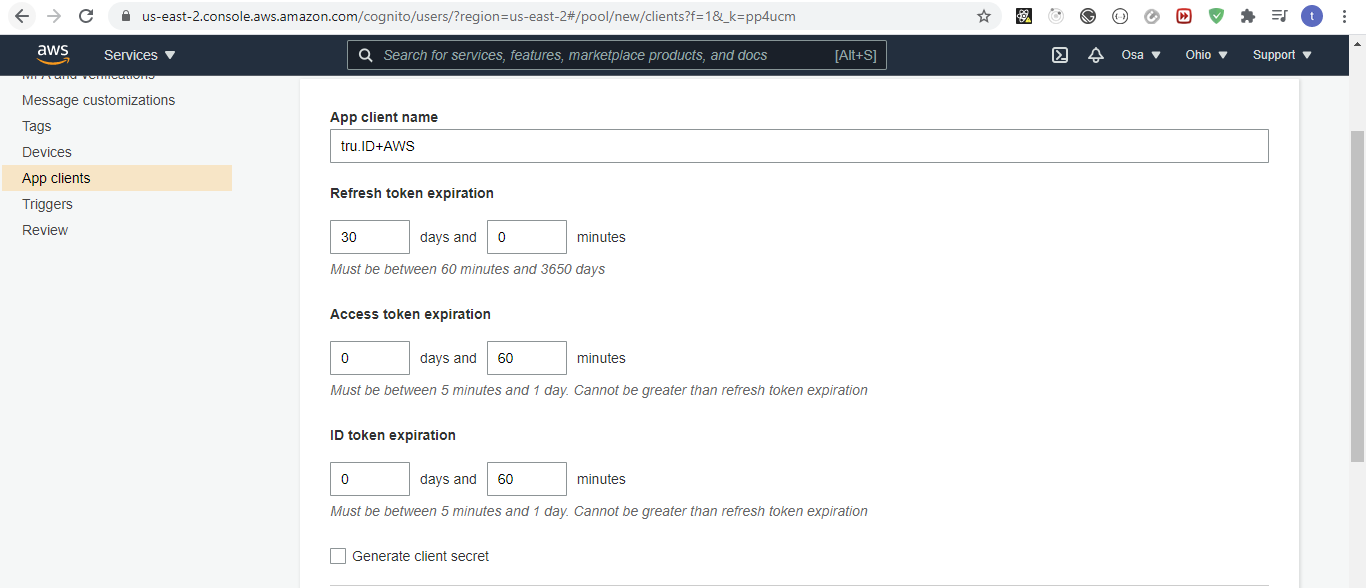 us-east-2.console.aws.amazon.com/cognito/users/?region=us-east-2#/pool/new/clients?f=1&_k=pp4ucm
t
aws
Services
Search for services, features, marketplace products, and docs [Alt+S]
Osa
Ohio
Support
MFA and verifications
Message customizations
Tags
Devices
App clients
Triggers
Review
App client name
tru.ID+AWS
Refresh token expiration
30 days and 0 minutes
Must be between 60 minutes and 3650 days
Access token expiration
0 days and 60 minutes
Must be between 5 minutes and 1 day. Cannot be greater than refresh token expiration
ID token expiration
0 days and 60 minutes
Must be between 5 minutes and 1 day. Cannot be greater than refresh token expiration
Generate client secret